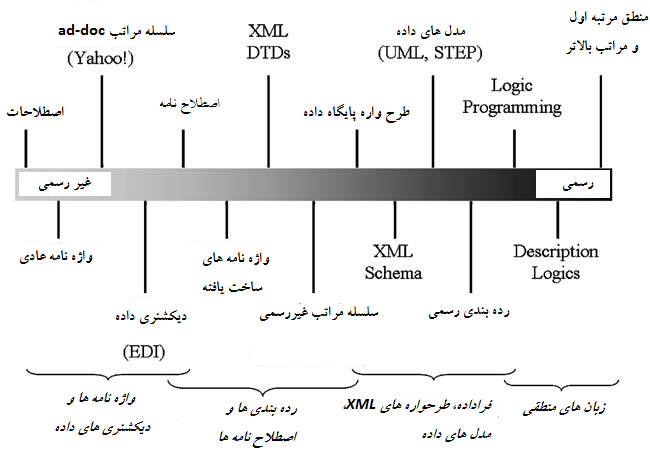 سلسله مراتب ad-doc
(Yahoo!)
XML
DTDs
مدل های داده
(UML, STEP)
منطق مرتبه اول
و مراتب بالاتر
Logic
Programming
اصطلاحات
اصطلاح نامه
طرح واره پایگاه داده
غیر رسمی
رسمی
واژه نامه عادی
واژه نامه های
ساخت یافته
XML
Schema
Description
Logics
دیکشنری داده
(EDI)
سلسله مراتب غیررسمی
رده بندی رسمی
واژه نامه ها و
دیکشنری های داده
رده بندی ها و
اصطلاح نامه ها
فراداده، طرحواره های XML،
مدل های داده
زبان های منطقی